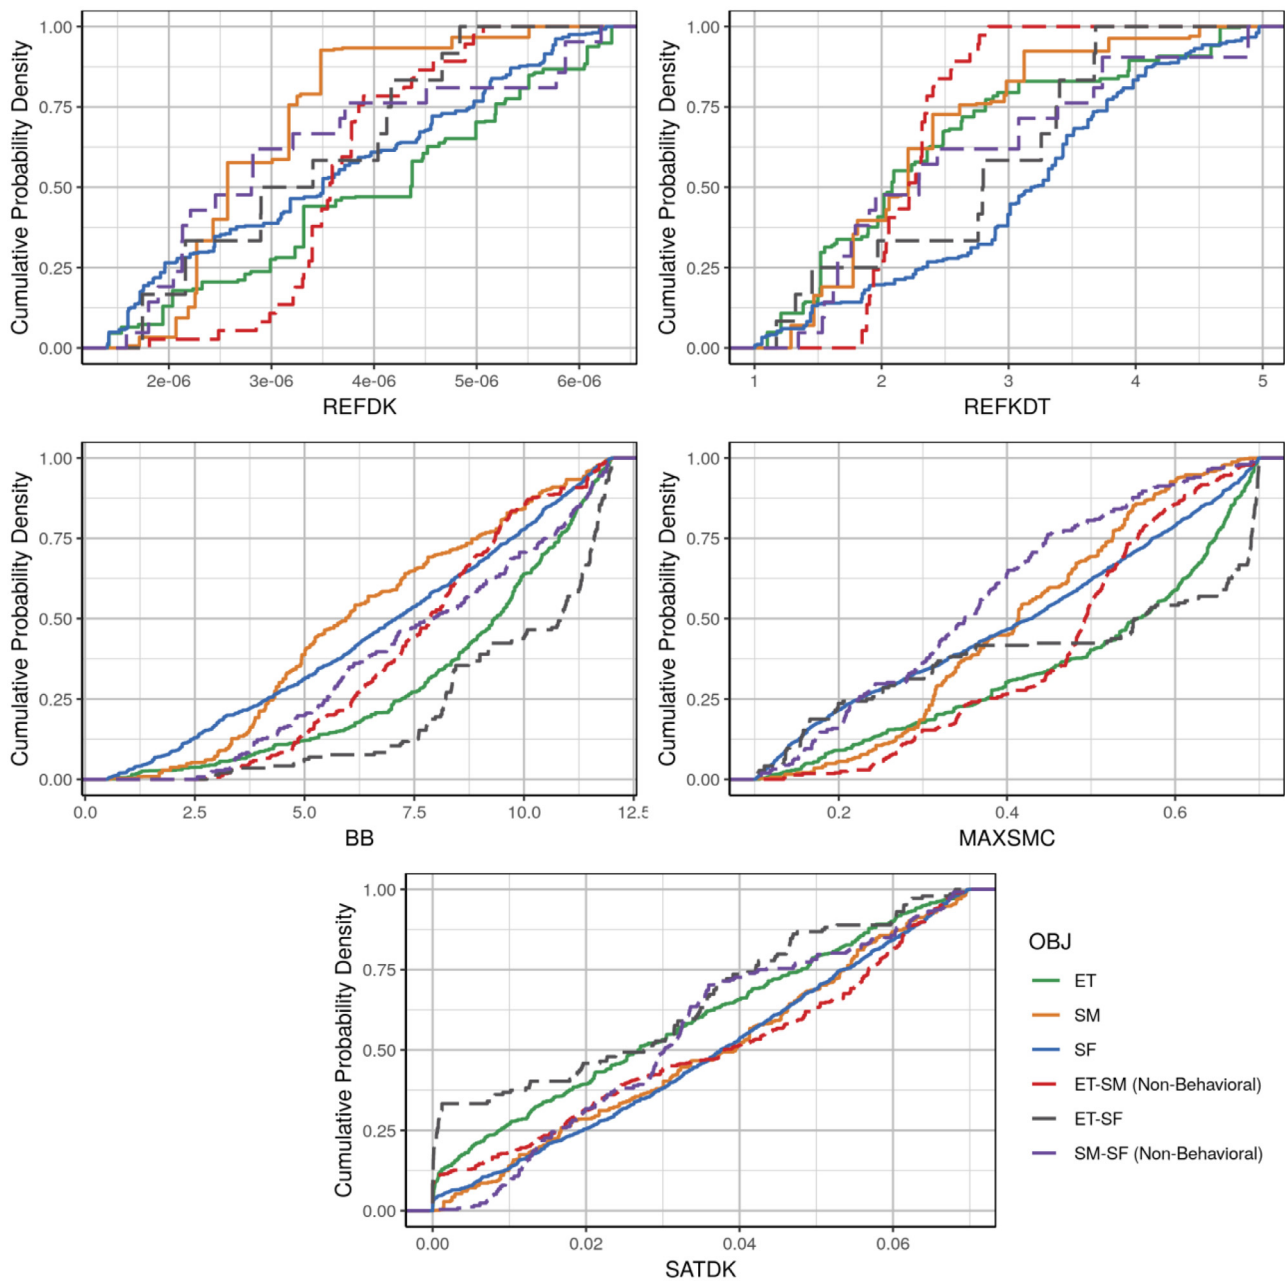 Cumulative Probability Density
1.00
0.75
0.50
0.25
0.00
2e-06 3e-06 4e-06 5e-06 6e-06
REFDK
Cumulative Probability Density
1.00
0.75
0.50
0.25
0.00
1 2 3 4 5
REFKDT
Cumulative Probability Density
1.00
0.75
0.50
0.25
0.00
0.0 2.5 5.0 7.5 10.0 12.5
BB
Cumulative Probability Density
1.00
0.75
0.50
0.25
0.00
0.2 0.4 0.6
MAXSMC
Cumulative Probability Density
1.00
0.75
0.50
0.25
0.00
0.00 0.02 0.04 0.06
SATDK
OBJ
ET
SM
SF
ET-SM (Non-Behavioral)
ET-SF
SM-SF (Non-Behavioral)